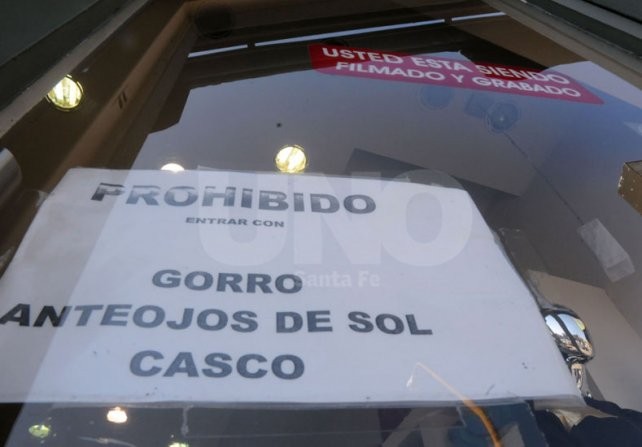 USTED ESTA SIENDO
FILMADO Y GRABADO
PROHIBIDO
ENTRAR CON
UNO
Santa Fe
GORRO
ANTEOJOS DE SOL
CASCO